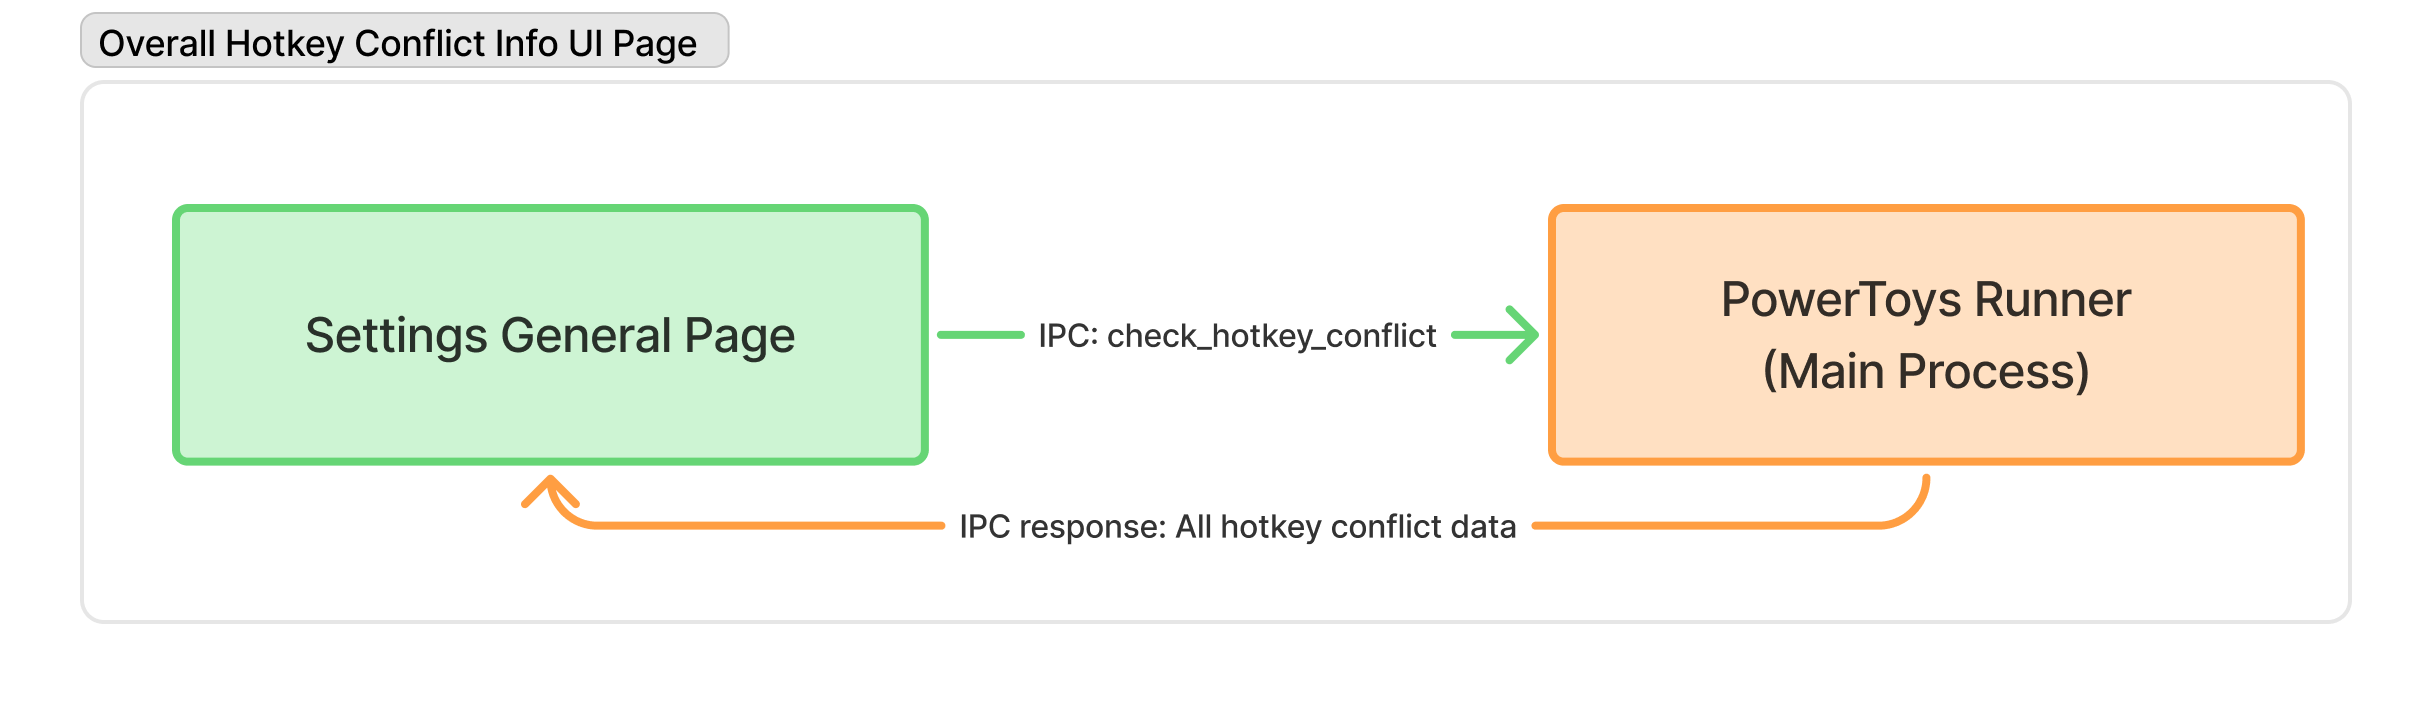 Overall Hotkey Conflict Info UI Page
Settings General Page
IPC: check_hotkey_conflict
PowerToys Runner
(Main Process)
IPC response: All hotkey conflict data